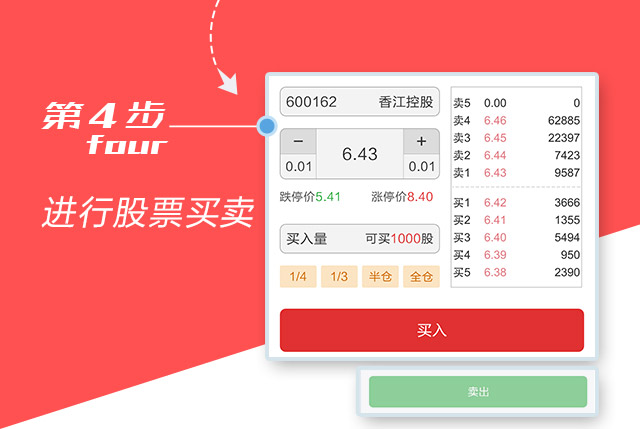 第4步
four
进行股票买卖
600162 香江控股
− 6.43 +
0.01 0.01
跌停价5.41 涨停价8.40
买入量 可买1000股
1/4 1/3 半仓 全仓
卖5 0.00 0
卖4 6.46 62885
卖3 6.45 22397
卖2 6.44 7423
卖1 6.43 9587
买1 6.42 3666
买2 6.41 1355
买3 6.40 5494
买4 6.39 950
买5 6.38 2390
买入
卖出